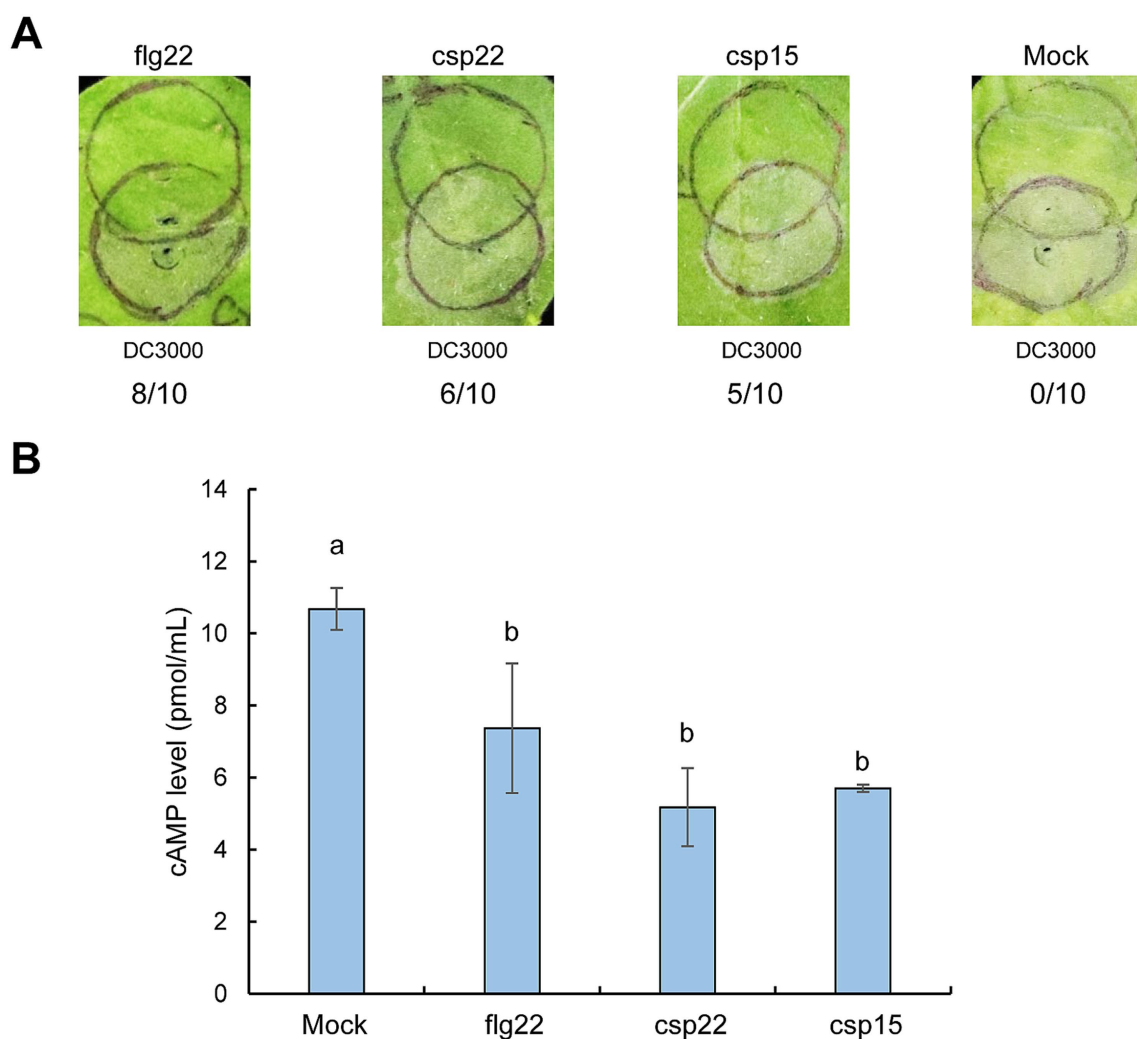 A
flg22 csp22 csp15 Mock
DC3000 DC3000 DC3000 DC3000
8/10 6/10 5/10 0/10
B
cAMP level (pmol/mL)
14
12
10
8
6
4
2
0
a
b
b
b
Mock flg22 csp22 csp15